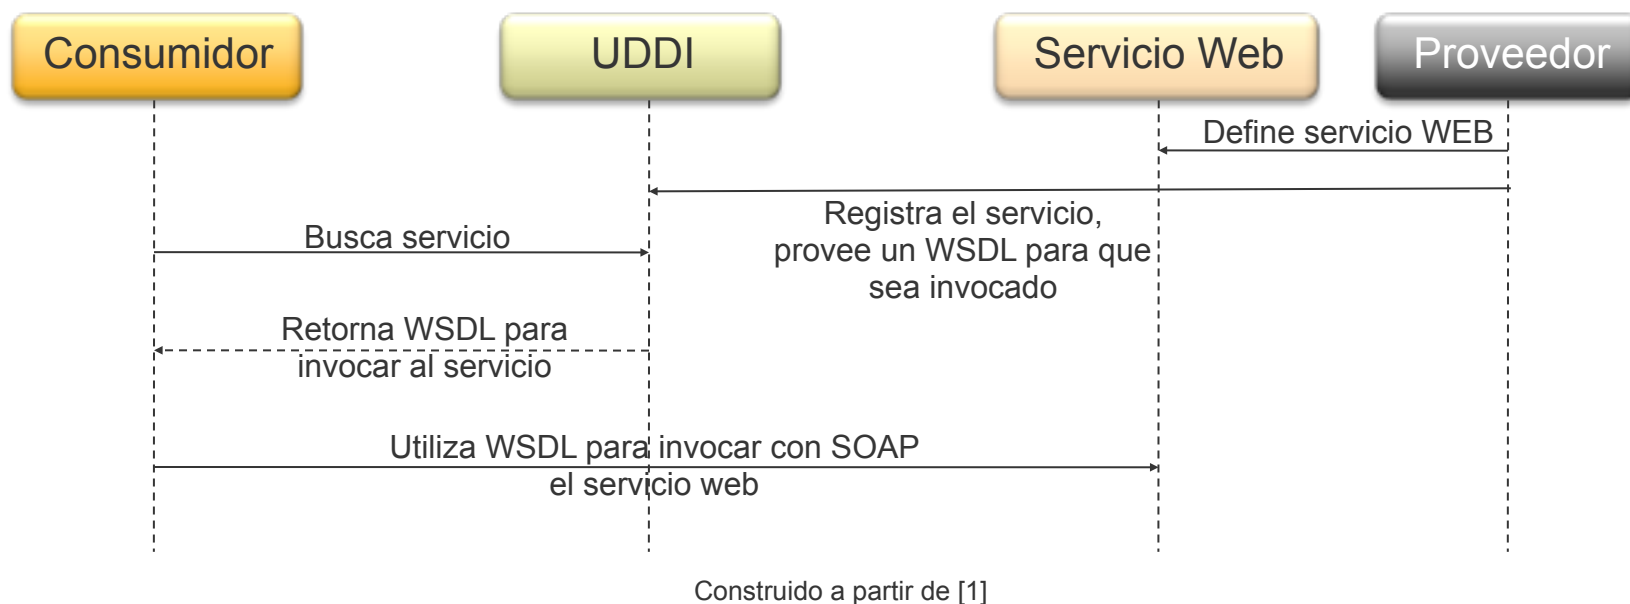 Consumidor
UDDI
Servicio Web
Proveedor
Define servicio WEB
Registra el servicio,
provee un WSDL para que
sea invocado
Busca servicio
Retorna WSDL para
invocar al servicio
Utiliza WSDL para invocar con SOAP
el servicio web
Construido a partir de [1]